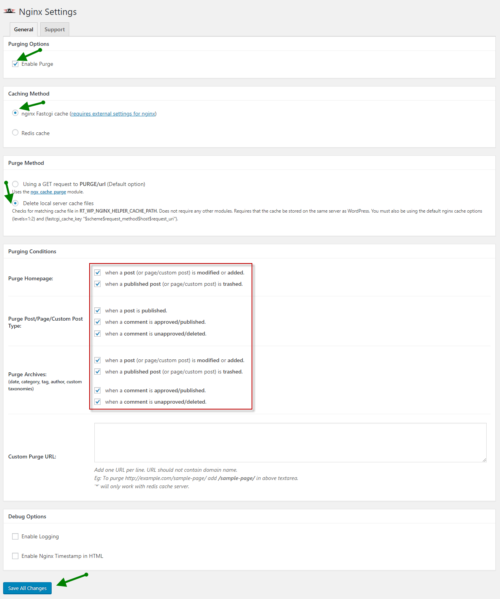 Nginx Settings
General
Support
Purging Options
Enable Purge
Caching Method
nginx Fastcgi cache (requires external settings for nginx)
Redis cache
Purge Method
Using a GET request to PURGE/url (Default option)
Uses the ngx_cache_purge module.
Delete local server cache files
Checks for matching cache file in RT_WP_NGINX_HELPER_CACHE_PATH. Does not require any other modules. Requires that the cache be stored on the same server as WordPress. You must also be using the default nginx cache options
(levels=1:2) and (fastcgi_cache_key "$scheme$request_method$host$request_uri").
Purging Conditions
Purge Homepage:
when a post (or page/custom post) is modified or added.
when a published post (or page/custom post) is trashed.
Purge Post/Page/Custom Post
Type:
when a post is published.
when a comment is approved/published.
when a comment is unapproved/deleted.
Purge Archives:
(date, category, tag, author, custom
taxonomies)
when a post (or page/custom post) is modified or added.
when a published post (or page/custom post) is trashed.
when a comment is approved/published.
when a comment is unapproved/deleted.
Custom Purge URL:
Add one URL per line. URL should not contain domain name.
Eg: To purge http://example.com/sample-page/ add /sample-page/ in above textarea.
'*' will only work with redis cache server.
Debug Options
Enable Logging
Enable Nginx Timestamp in HTML
Save All Changes